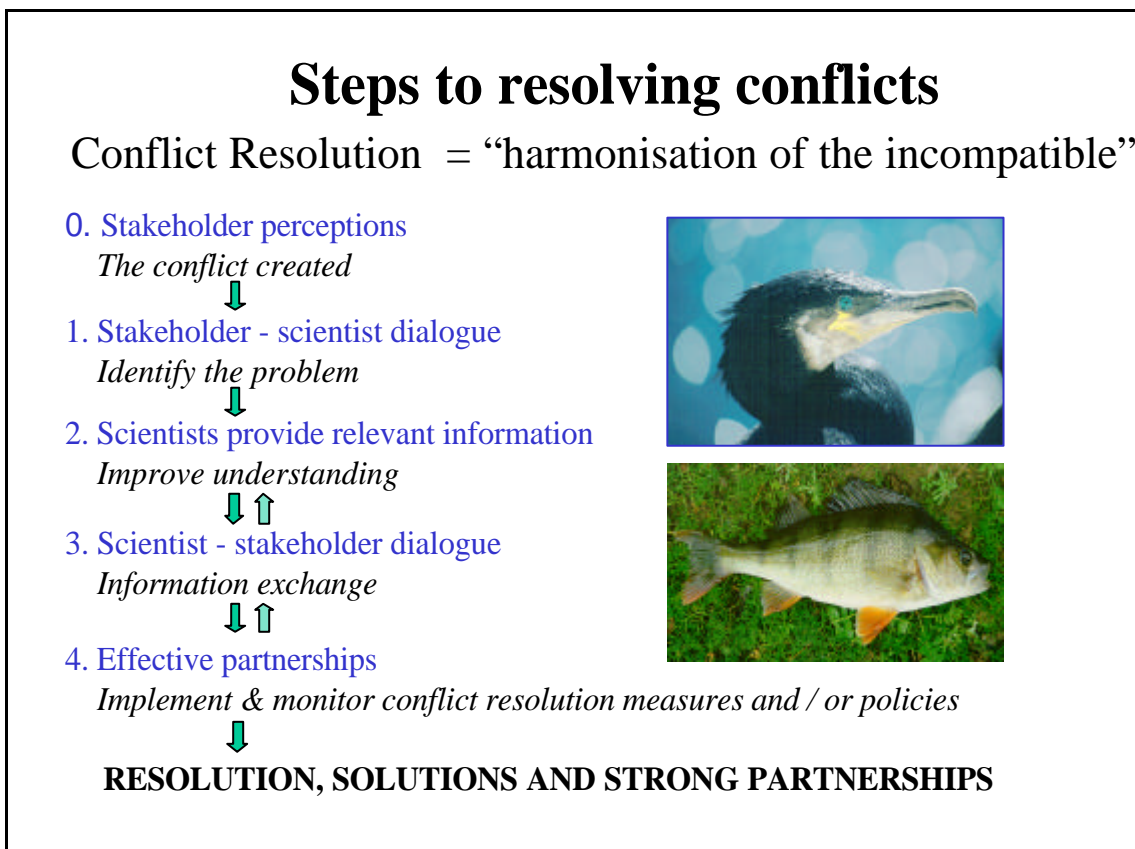 Steps to resolving conflicts
Conflict Resolution = “harmonisation of the incompatible”
0. Stakeholder perceptions
The conflict created
1. Stakeholder - scientist dialogue
Identify the problem
2. Scientists provide relevant information
Improve understanding
3. Scientist - stakeholder dialogue
Information exchange
4. Effective partnerships
Implement & monitor conflict resolution measures and / or policies
RESOLUTION, SOLUTIONS AND STRONG PARTNERSHIPS